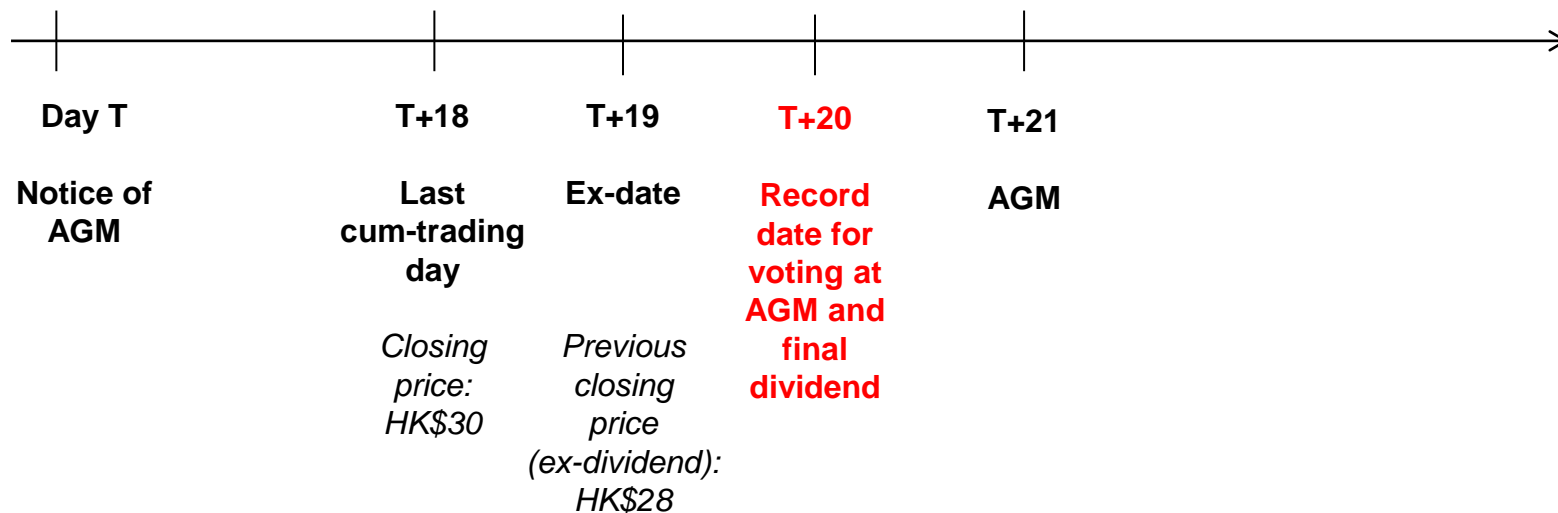 Day T
Notice of
AGM
T+18
Last
cum-trading
day
Closing
price:
HK$30
T+19
Ex-date
Previous
closing
price
(ex-dividend):
HK$28
T+20
Record
date for
voting at
AGM and
final
dividend
T+21
AGM